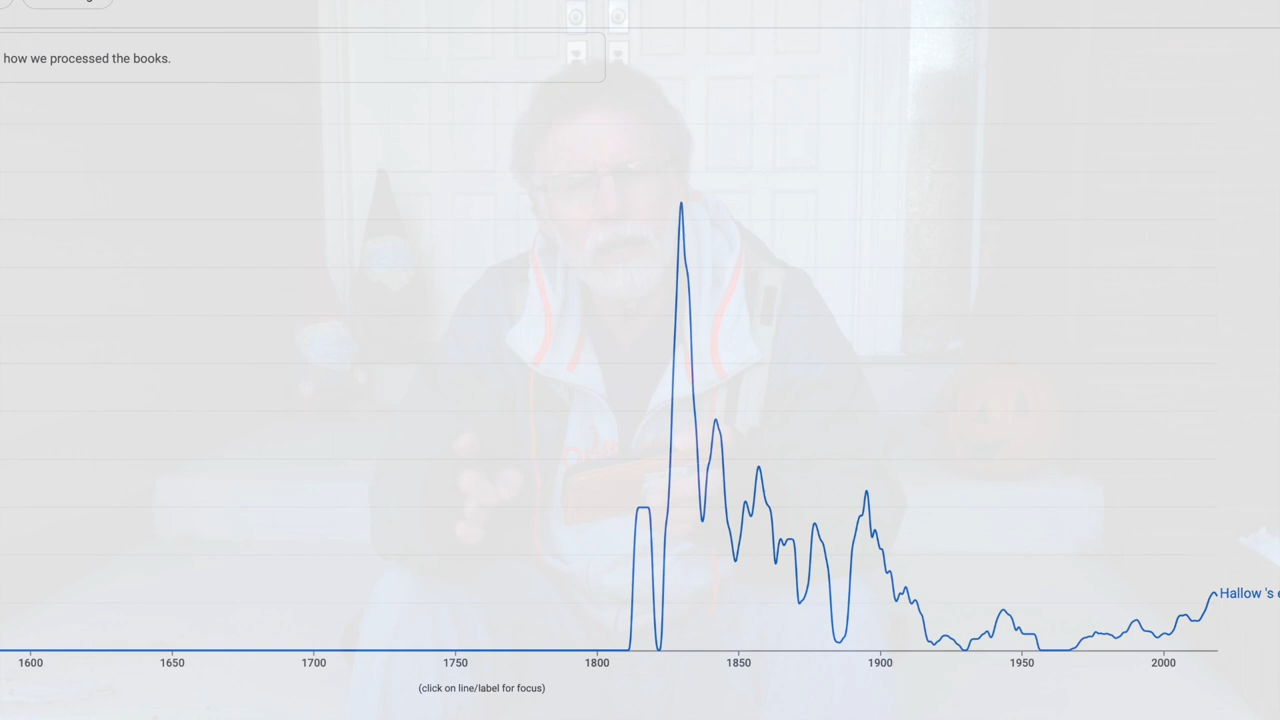 how we processed the books.
Hallow 's e
1600 1650 1700 1750 1800 1850 1900 1950 2000
(click on line/label for focus)